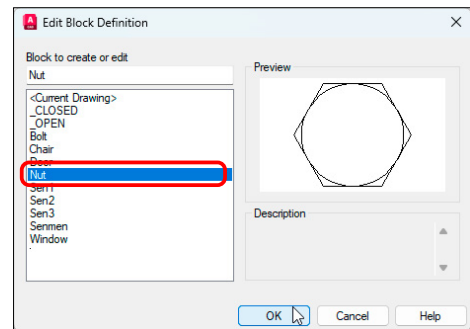 Edit Block Definition
Block to create or edit
Nut
<Current Drawing>
_CLOSED
_OPEN
Bolt
Chair
Door
Nut
Sen1
Sen2
Sen3
Senmen
Window
Preview
Description
OK
Cancel
Help